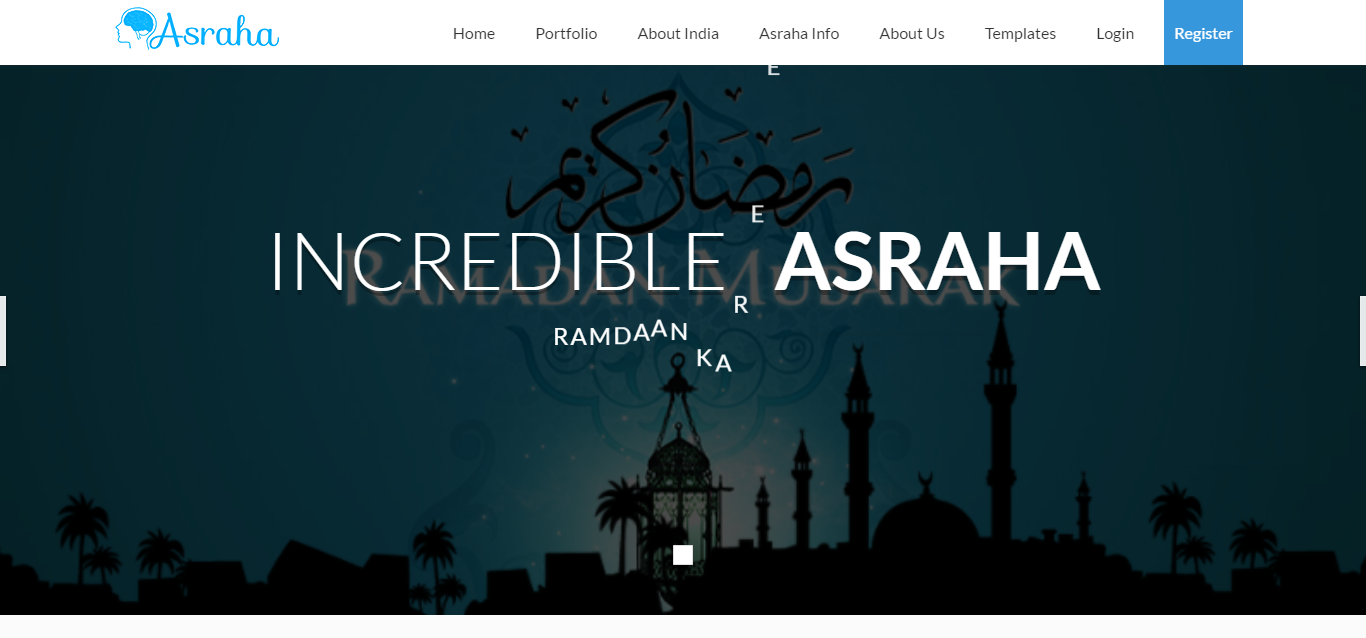 Asraha
Home Portfolio About India Asraha Info About Us Templates Login Register
رمضان كريم
INCREDIBLE ASRAHA
RAMADAN MUBARAK
RAMDAAN KAREE